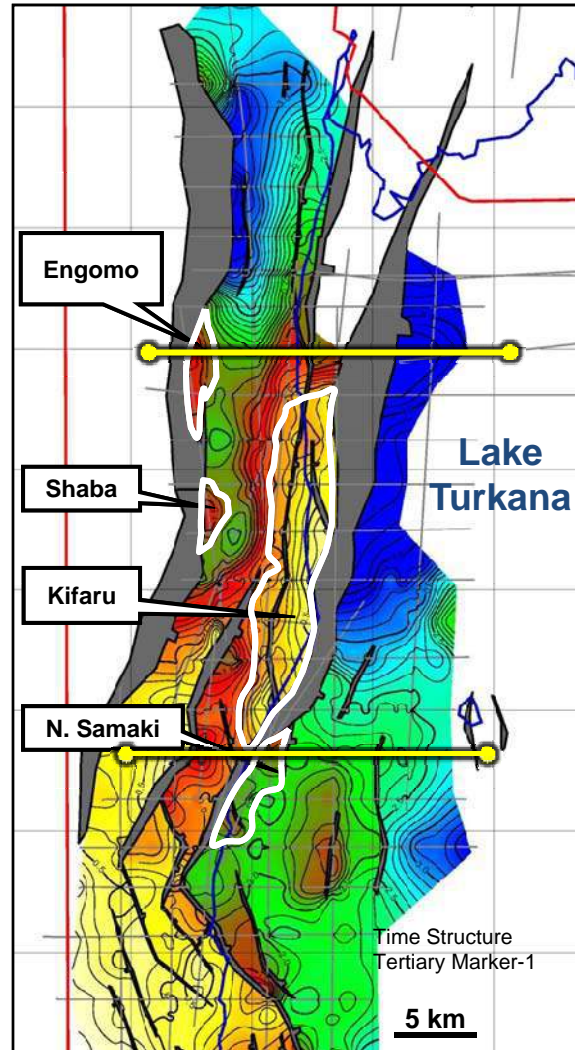 Engomo
Lake
Turkana
Shaba
Kifaru
N. Samaki
Time Structure
Tertiary Marker-1
5 km